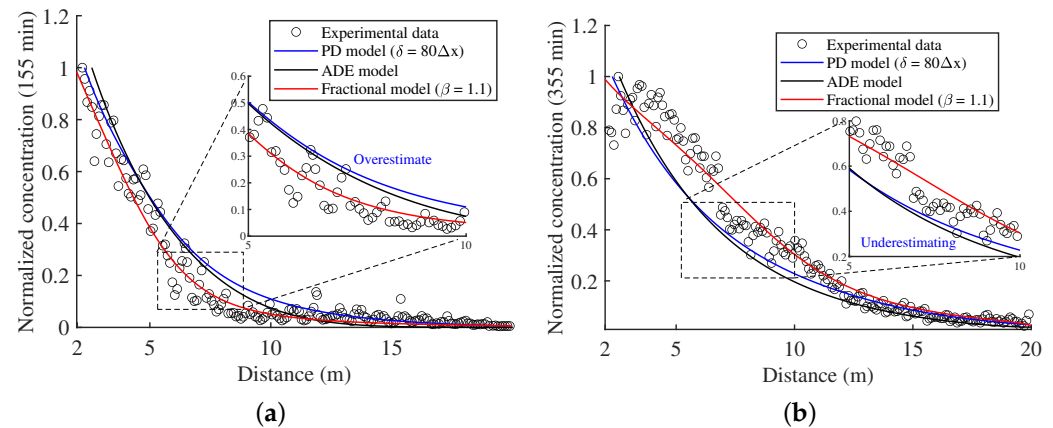 Normalized concentration (155 min)
1.2
1
0.8
0.6
0.4
0.2
0
2
5
10
15
Distance (m)
Experimental data
PD model (δ = 80Δx)
ADE model
Fractional model (β = 1.1)
0.6
0.5
0.4
0.3
0.2
0.1
0
5
10
Overestimate
(a)
Normalized concentration (355 min)
1.2
1
0.8
0.6
0.4
0.2
2
5
10
15
20
Distance (m)
Experimental data
PD model (δ = 80Δx)
ADE model
Fractional model (β = 1.1)
0.8
0.6
0.4
0.2
5
10
Underestimating
(b)